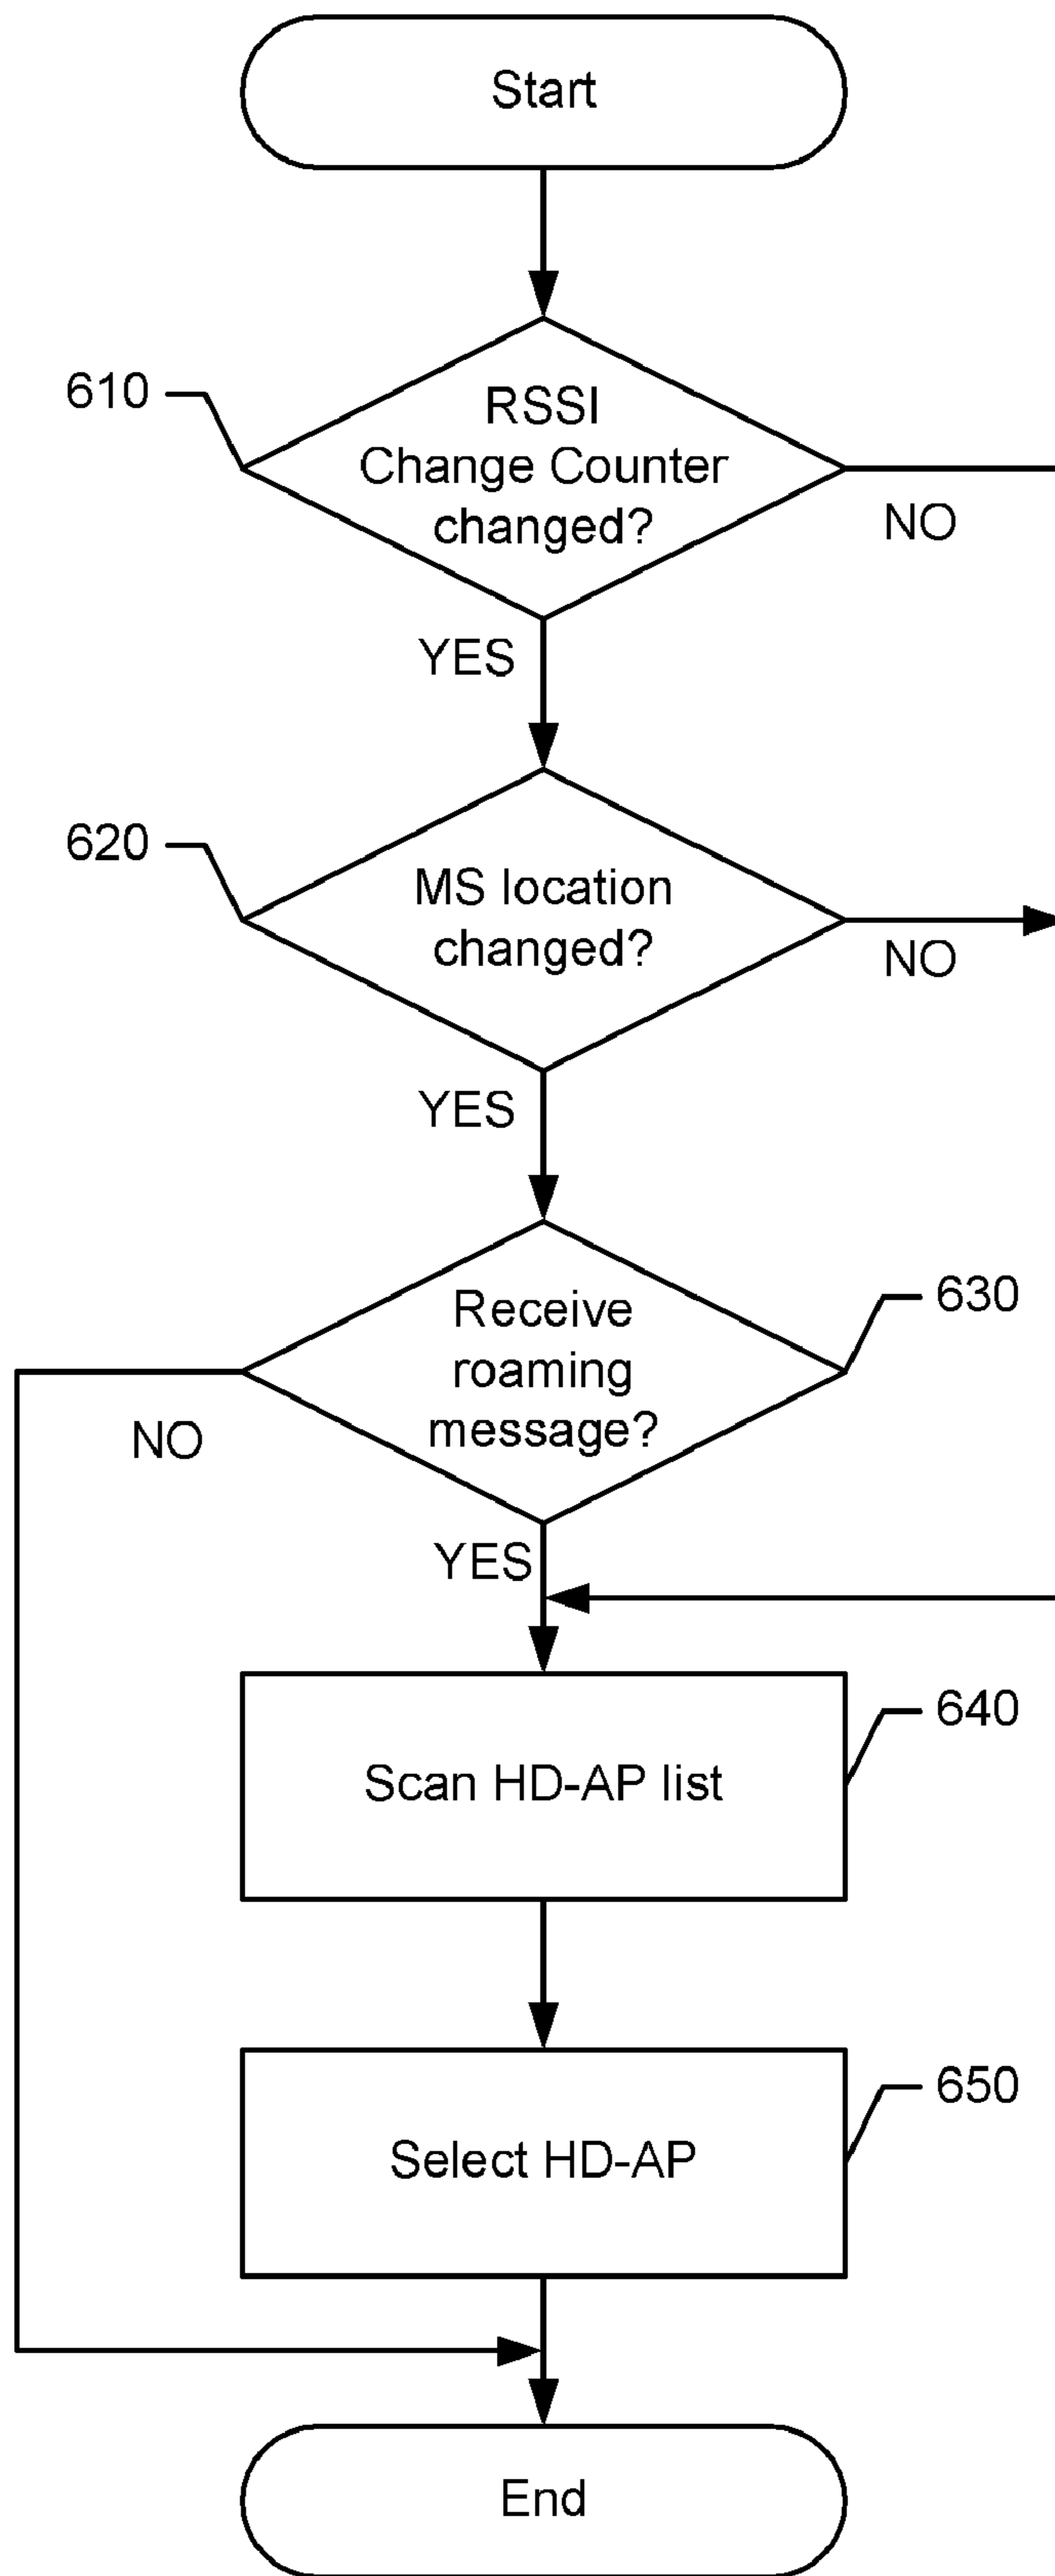 Start
610
RSSI
Change Counter
changed?
NO
YES
620
MS location
changed?
NO
YES
630
Receive
roaming
message?
NO
YES
640
Scan HD-AP list
650
Select HD-AP
End